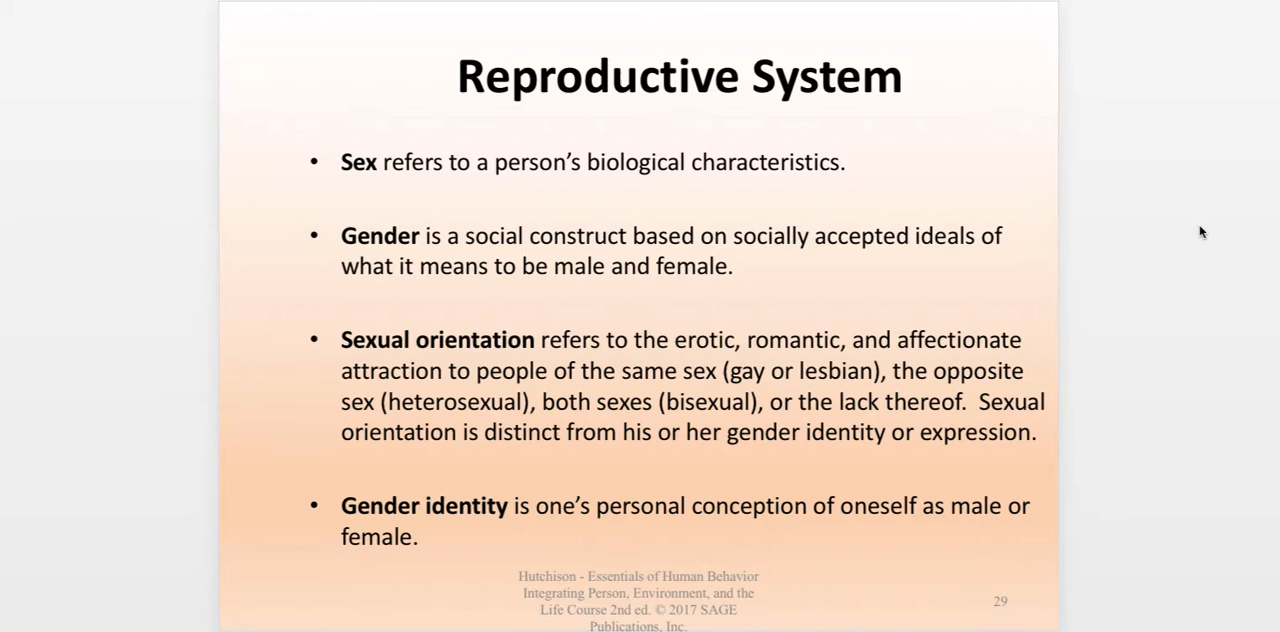 Reproductive System
• Sex refers to a person’s biological characteristics.
• Gender is a social construct based on socially accepted ideals of
what it means to be male and female.
• Sexual orientation refers to the erotic, romantic, and affectionate
attraction to people of the same sex (gay or lesbian), the opposite
sex (heterosexual), both sexes (bisexual), or the lack thereof.  Sexual
orientation is distinct from his or her gender identity or expression.
• Gender identity is one’s personal conception of oneself as male or
female.
Hutchison - Essentials of Human Behavior
Integrating Person, Environment, and the
Life Course 2nd ed. © 2017 SAGE
Publications, Inc.
29